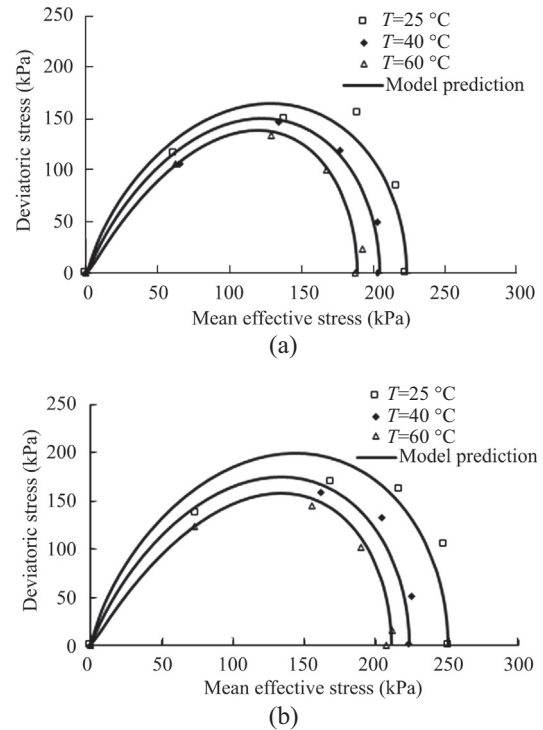 250
T=25 °C
T=40 °C
T=60 °C
Model prediction
200
150
100
50
0
Deviatoric stress (kPa)
0 50 100 150 200 250 300
Mean effective stress (kPa)
(a)
250
T=25 °C
T=40 °C
T=60 °C
Model prediction
200
150
100
50
0
Deviatoric stress (kPa)
0 50 100 150 200 250 300
Mean effective stress (kPa)
(b)